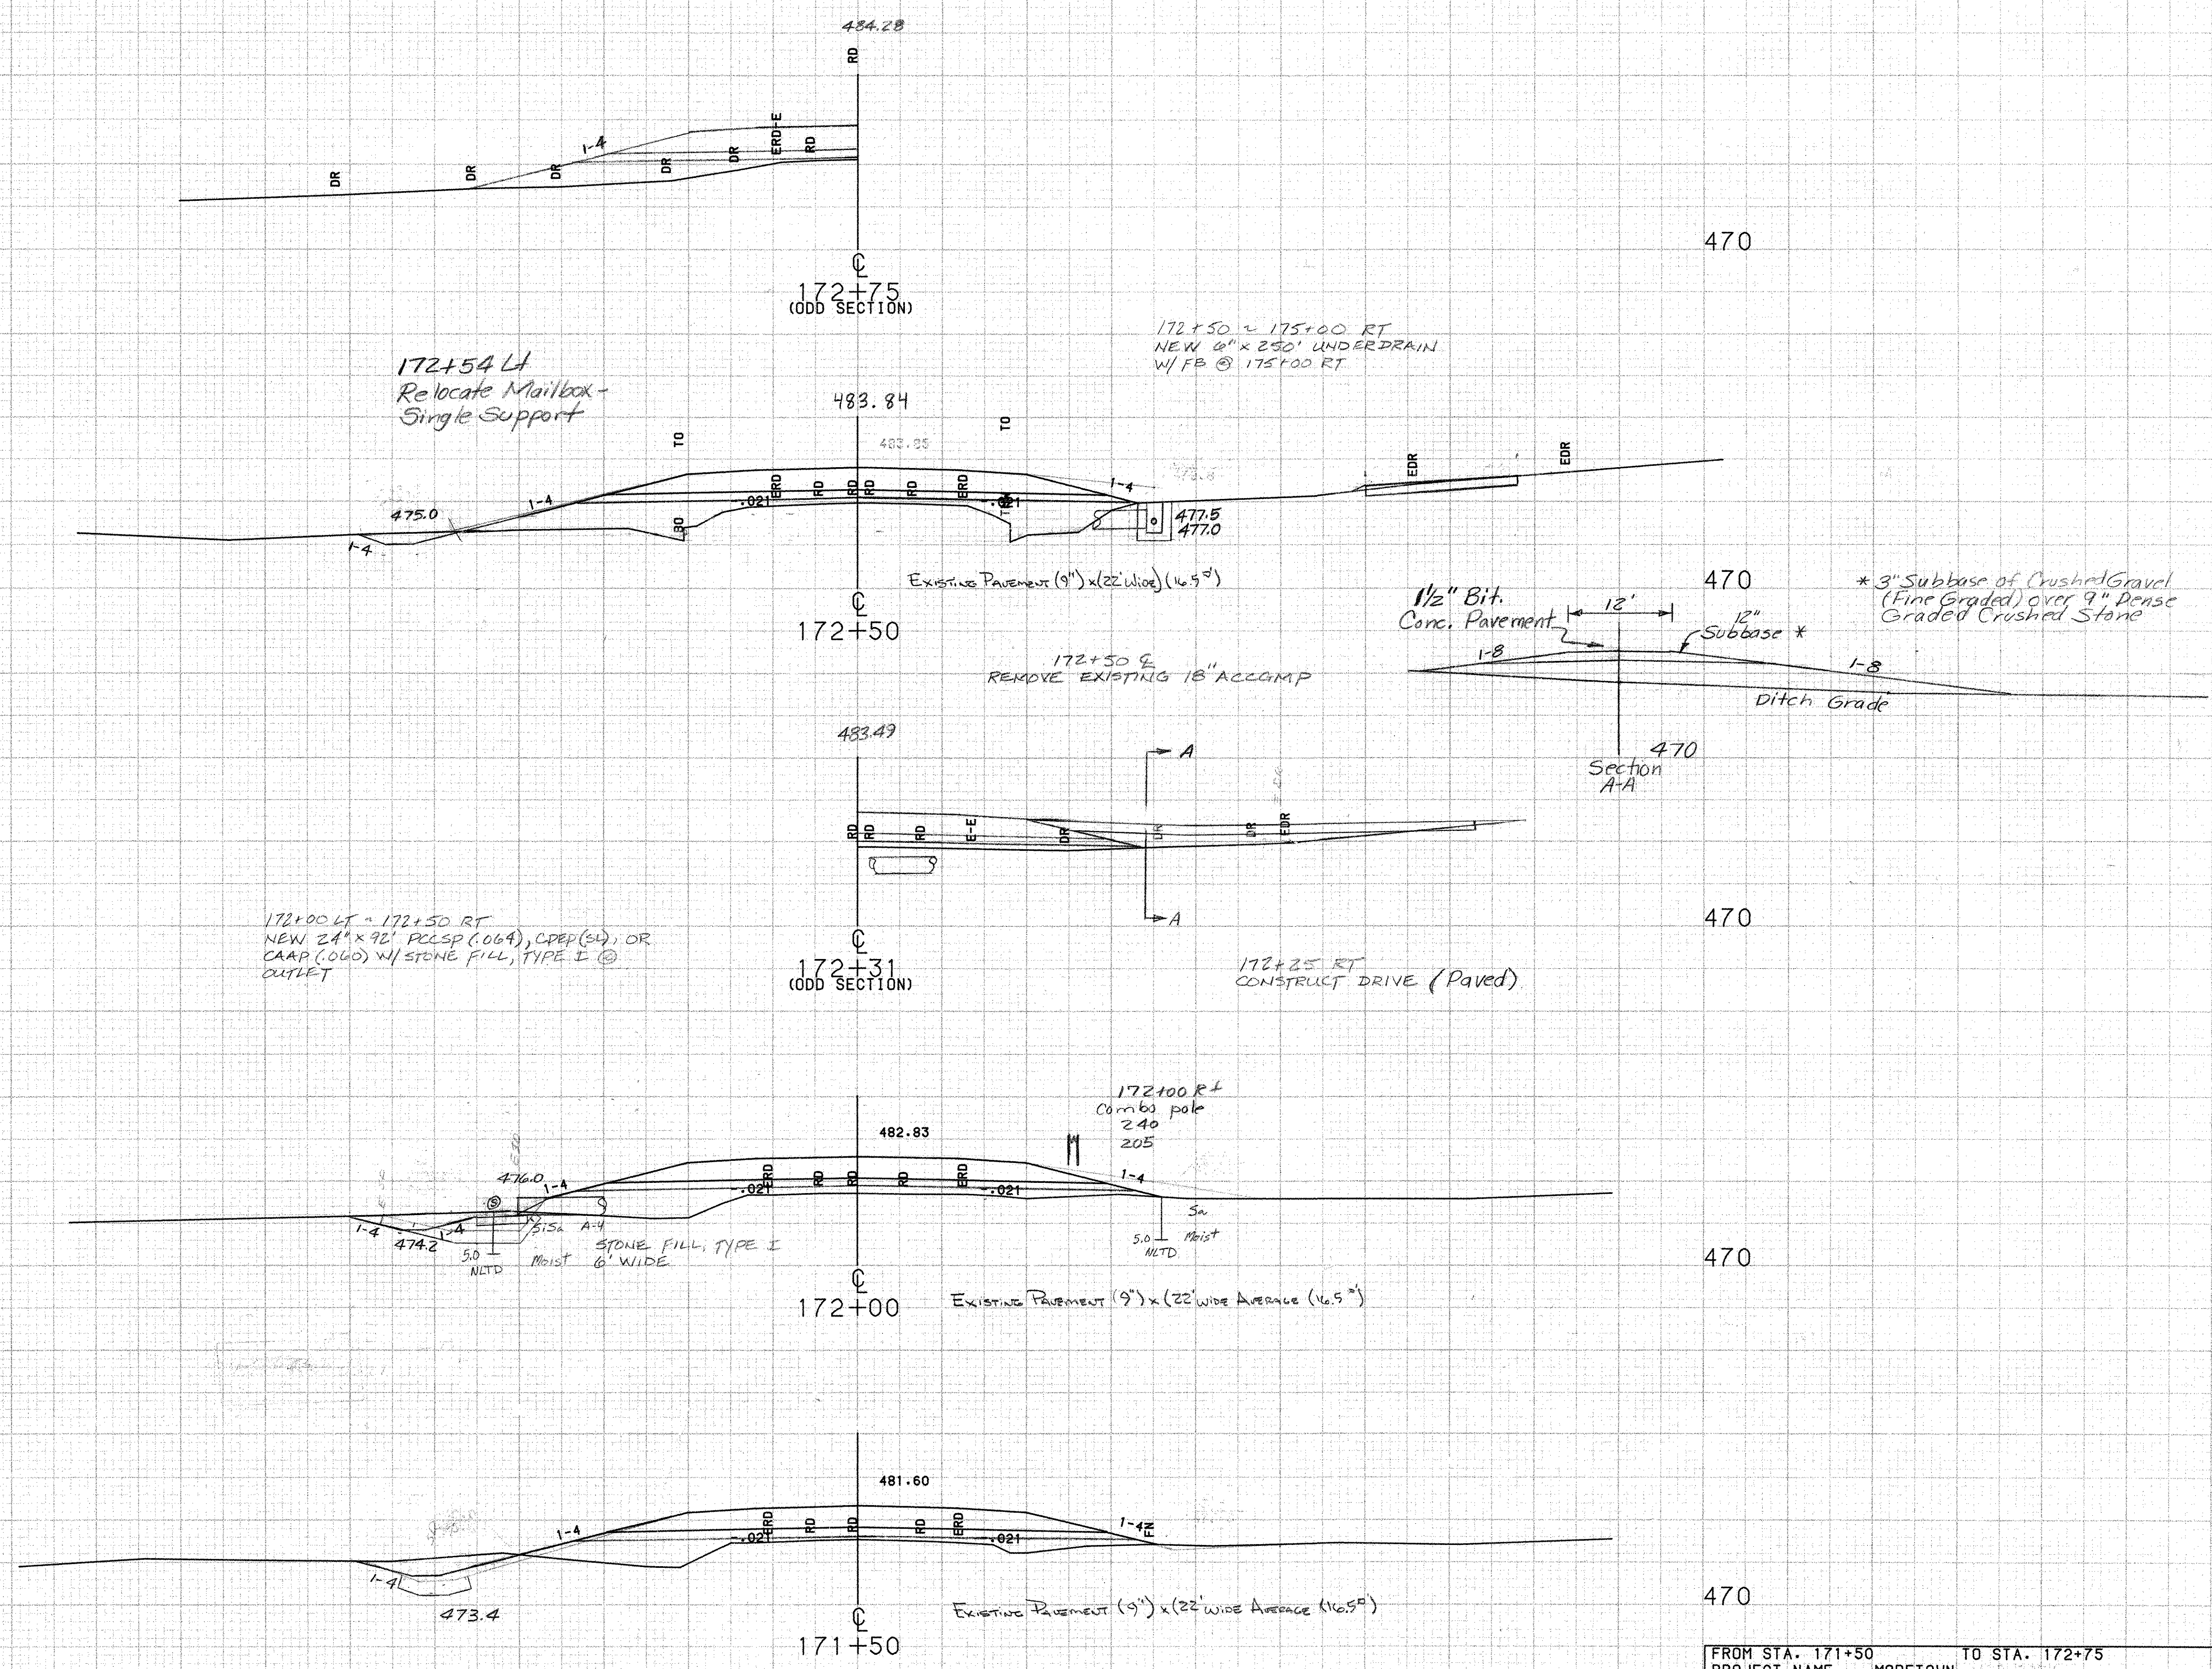 484.28
RD
DR
DR
DR
DR
DR
ERD-E
RD
1-4
470
℄
172+75
(ODD SECTION)
172+50 ~ 175+00 RT
NEW 6" x 250' UNDERDRAIN
W/ FB @ 175+00 RT
172+54 Lt
Relocate Mailbox-
Single Support
483.84
483.85
TO
TO
EDR
EDR
ERD
RD
RD
RD
RD
ERD
1-4
1-4
-.021
-.021
475.0
BO
1-4
477.5
477.0
EXISTING PAVEMENT (9") x (22' WIDE) (16.5□')
470
℄
172+50
* 3" Subbase of Crushed Gravel
(Fine Graded) over 9" Dense
Graded Crushed Stone
1½" Bit.
Conc. Pavement
12'
12"
Subbase *
1-8
1-8
Ditch Grade
470
Section
A-A
172+50 ℄
REMOVE EXISTING 18" ACCGMP
483.49
A
RD
RD
RD
E-E
DR
DR
DR
EDR
A
470
172+00 LT ~ 172+50 RT
NEW 24" x 92' PCCSP (.064), CPEP(SL), OR
CAAP (.060) W/ STONE FILL, TYPE I @
OUTLET
℄
172+31
(ODD SECTION)
172+25 RT
CONSTRUCT DRIVE (Paved)
172+00 Rt
Combo pole
240
205
482.83
476.0
1-4
ERD
RD
RD
RD
ERD
1-4
-.021
-.021
S
1-4
1-4
474.2
SiSa A-4
5.0
NLTD
Moist
STONE FILL, TYPE I
6' WIDE
Sa
5.0
Moist
NLTD
470
℄
172+00
EXISTING PAVEMENT (9") x (22' WIDE AVERAGE (16.5□')
481.60
1-4
ERD
RD
RD
RD
ERD
1-4
FN
-.021
-.021
1-4
473.4
EXISTING PAVEMENT (9") x (22' WIDE AVERAGE (16.5□')
470
℄
171+50
FROM STA. 171+50 TO STA. 172+75
PROJECT NAME MORETOWN